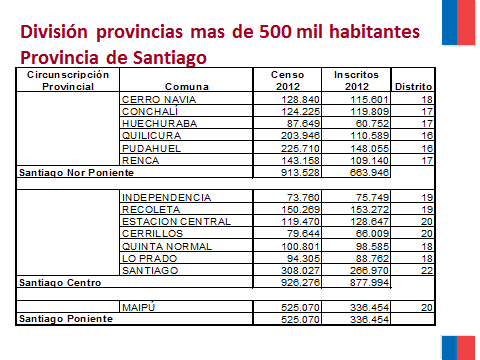 División provincias mas de 500 mil habitantes
Provincia de Santiago
Circunscripción Provincial Comuna Censo 2012 Inscritos 2012 Distrito
CERRO NAVIA 128.840 115.601 18
CONCHALÍ 124.225 119.809 17
HUECHURABA 87.649 60.752 17
QUILICURA 203.946 110.589 16
PUDAHUEL 225.710 148.055 16
RENCA 143.158 109.140 17
Santiago Nor Poniente 913.528 663.946
INDEPENDENCIA 73.760 75.749 19
RECOLETA 150.269 153.272 19
ESTACION CENTRAL 119.470 128.647 20
CERRILLOS 79.644 66.009 20
QUINTA NORMAL 100.801 98.585 18
LO PRADO 94.305 88.762 18
SANTIAGO 308.027 266.970 22
Santiago Centro 926.276 877.994
MAIPÚ 525.070 336.454 20
Santiago Poniente 525.070 336.454